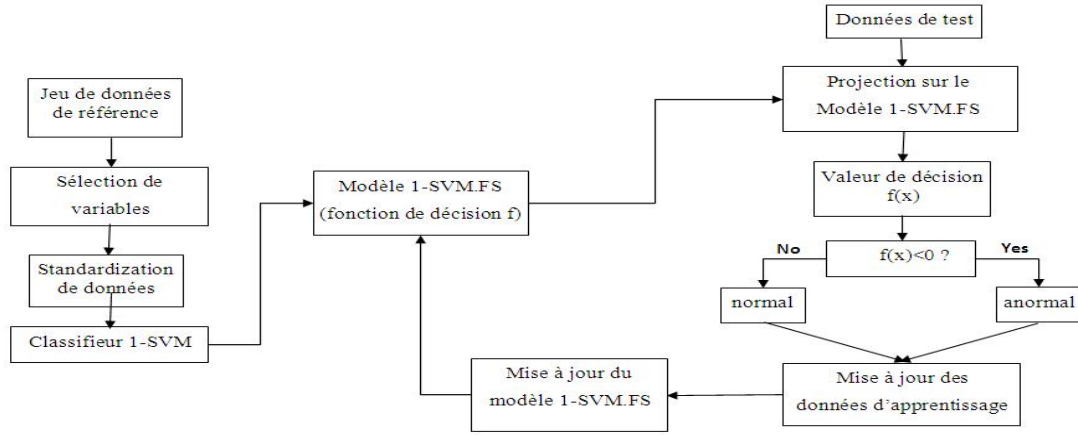 Jeu de données
de référence
Sélection de
variables
Standardization
de données
Classifieur 1-SVM
Modèle 1-SVM.FS
(fonction de décision f)
Données de test
Projection sur le
Modèle 1-SVM.FS
Valeur de décision
f(x)
f(x)<0 ?
No
Yes
normal
anormal
Mise à jour des
données d'apprentissage
Mise à jour du
modèle 1-SVM.FS